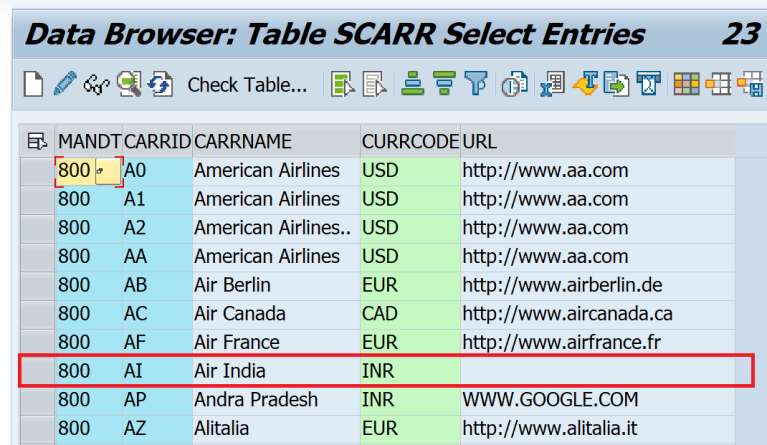 Data Browser: Table SCARR Select Entries 23
Check Table...
MANDT CARRID CARRNAME CURRCODE URL
800 A0 American Airlines USD http://www.aa.com
800 A1 American Airlines USD http://www.aa.com
800 A2 American Airlines.. USD http://www.aa.com
800 AA American Airlines USD http://www.aa.com
800 AB Air Berlin EUR http://www.airberlin.de
800 AC Air Canada CAD http://www.aircanada.ca
800 AF Air France EUR http://www.airfrance.fr
800 AI Air India INR
800 AP Andra Pradesh INR WWW.GOOGLE.COM
800 AZ Alitalia EUR http://www.alitalia.it